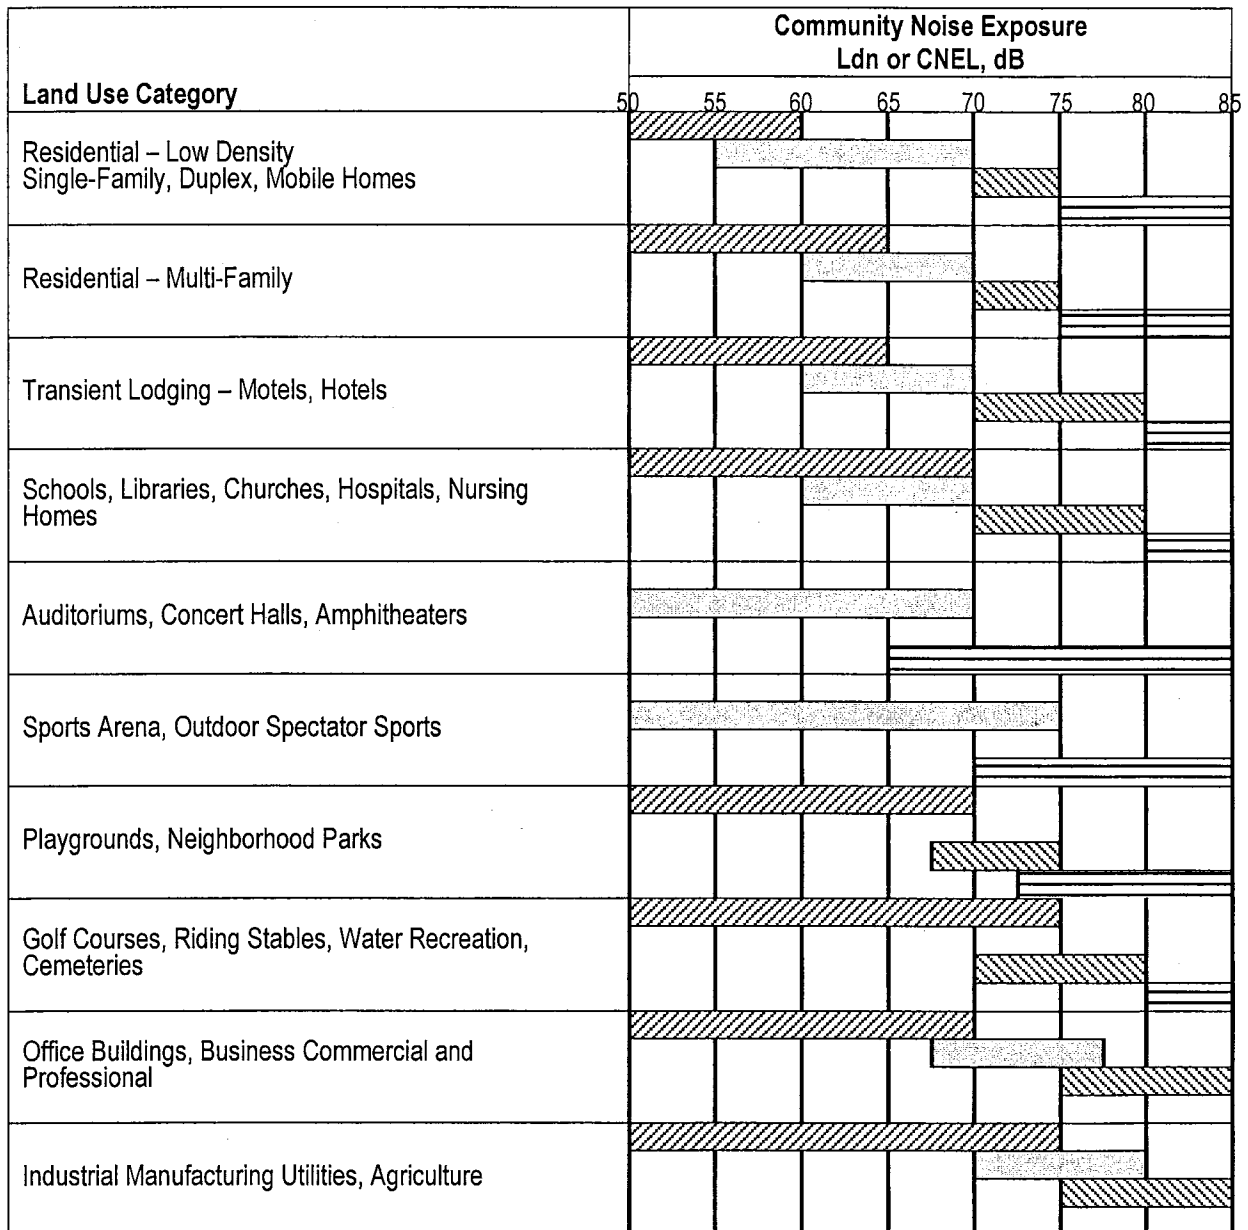 Community Noise Exposure
Ldn or CNEL, dB
Land Use Category
50 55 60 65 70 75 80 85
Residential – Low Density
Single-Family, Duplex, Mobile Homes
Residential – Multi-Family
Transient Lodging – Motels, Hotels
Schools, Libraries, Churches, Hospitals, Nursing
Homes
Auditoriums, Concert Halls, Amphitheaters
Sports Arena, Outdoor Spectator Sports
Playgrounds, Neighborhood Parks
Golf Courses, Riding Stables, Water Recreation,
Cemeteries
Office Buildings, Business Commercial and
Professional
Industrial Manufacturing Utilities, Agriculture